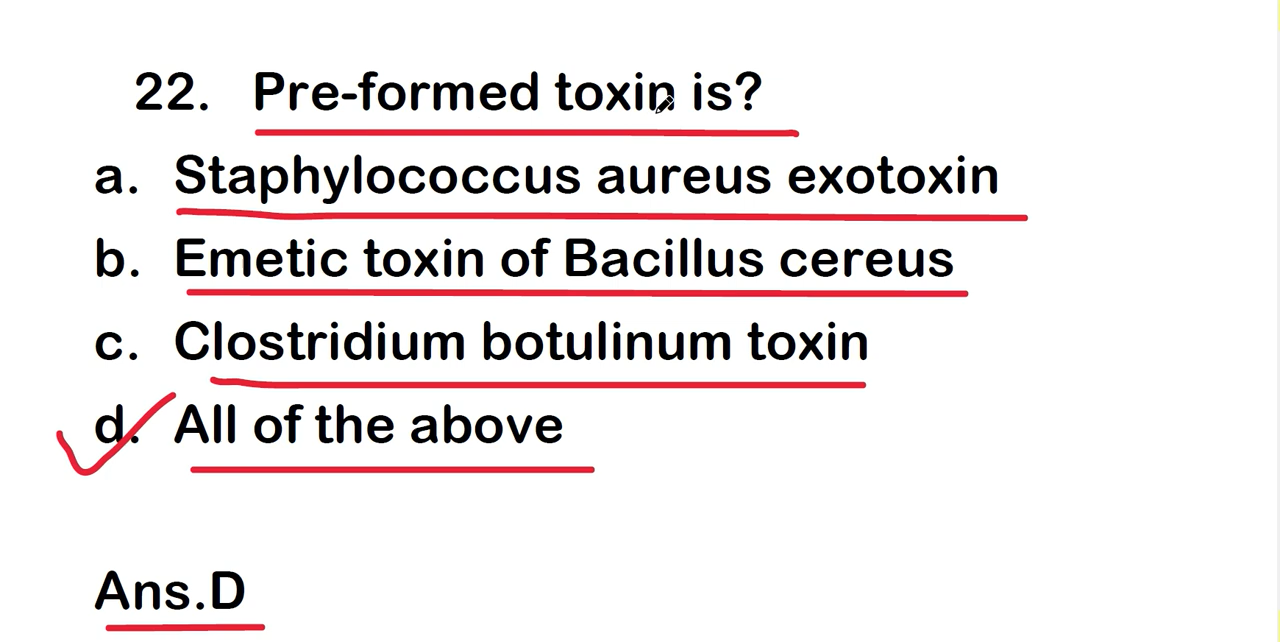 22. Pre-formed toxin is?
a. Staphylococcus aureus exotoxin
b. Emetic toxin of Bacillus cereus
c. Clostridium botulinum toxin
d. All of the above
Ans.D